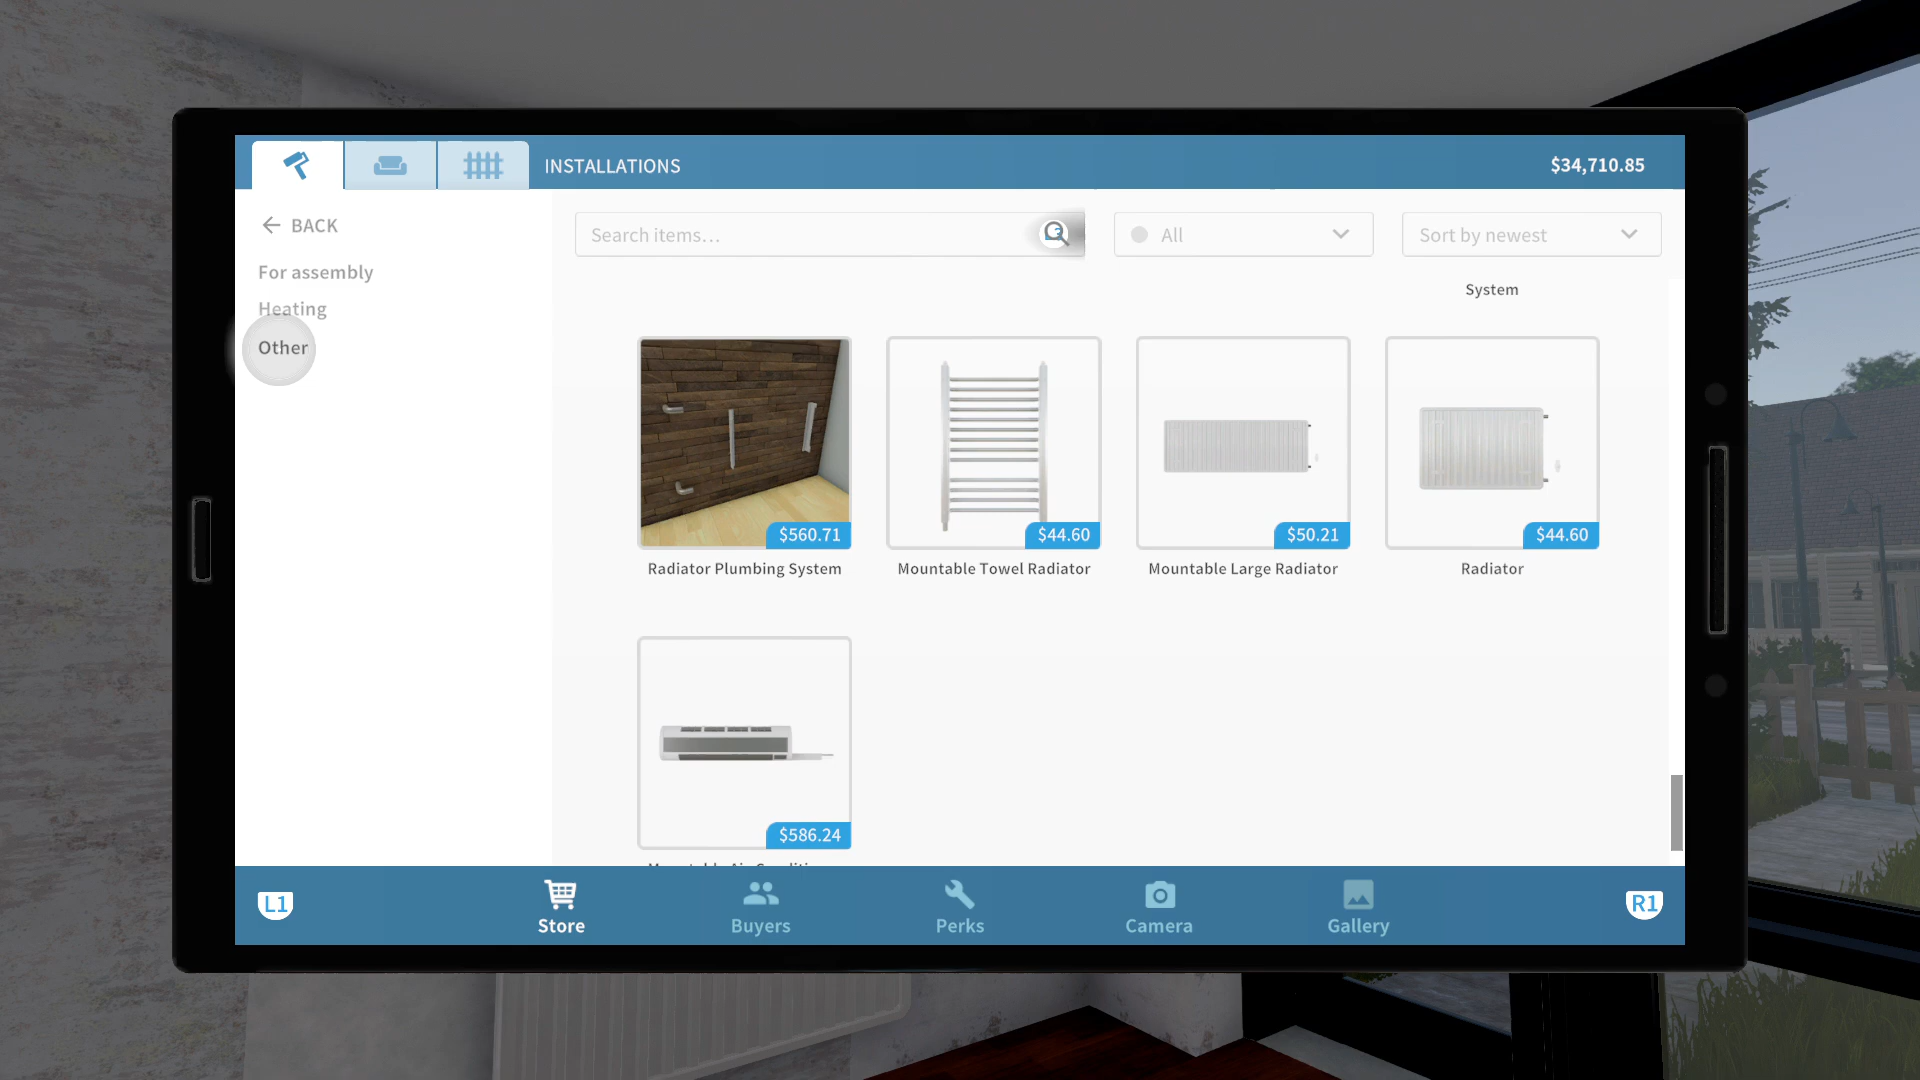 INSTALLATIONS
$34,710.85
BACK
For assembly
Heating
Other
Search items...
All
Sort by newest
System
$560.71
$44.60
$50.21
$44.60
Radiator Plumbing System
Mountable Towel Radiator
Mountable Large Radiator
Radiator
$586.24
L1
Store
Buyers
Perks
Camera
Gallery
R1